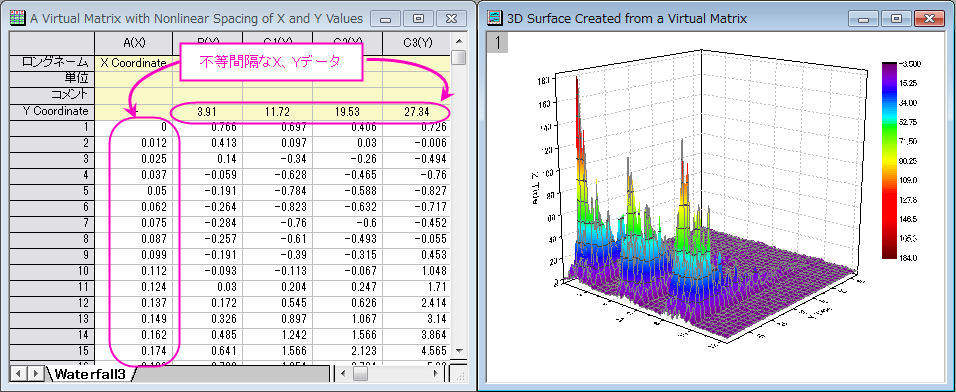 A Virtual Matrix with Nonlinear Spacing of X and Y Values
A(X) B(Y) C1(Y) C2(Y) C3(Y)
ロングネーム X Coordinate
単位
コメント
不等間隔なX、Yデータ
Y Coordinate 3.91 11.72 19.53 27.34
1 0 0.766 0.697 0.406 0.726
2 0.012 0.413 0.097 0.03 -0.006
3 0.025 0.14 -0.34 -0.26 -0.494
4 0.037 -0.059 -0.628 -0.465 -0.76
5 0.05 -0.191 -0.784 -0.588 -0.827
6 0.062 -0.264 -0.823 -0.632 -0.717
7 0.075 -0.284 -0.76 -0.6 -0.452
8 0.087 -0.257 -0.61 -0.493 -0.055
9 0.099 -0.191 -0.39 -0.315 0.453
10 0.112 -0.093 -0.113 -0.067 1.048
11 0.124 0.03 0.204 0.247 1.71
12 0.137 0.172 0.545 0.626 2.414
13 0.149 0.326 0.897 1.067 3.14
14 0.162 0.485 1.242 1.566 3.864
15 0.174 0.641 1.566 2.123 4.565
Waterfall3
3D Surface Created from a Virtual Matrix
1
160
140
120
100
80
60
40
20
0
-3.500
15.25
34.00
52.75
71.50
90.25
109.0
127.8
146.5
165.3
184.0